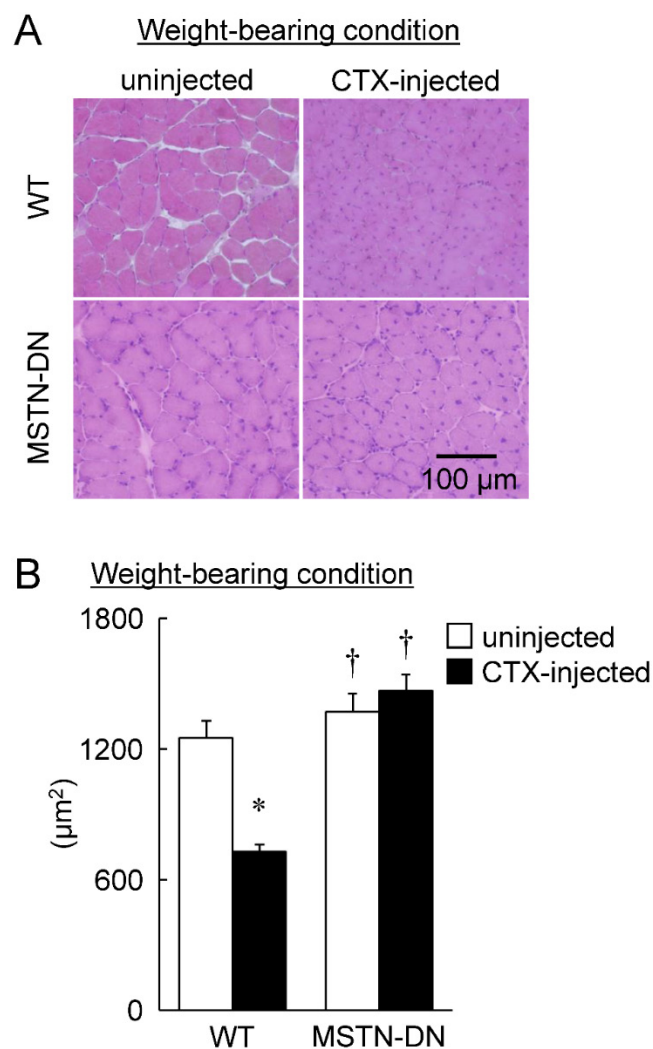 A
Weight-bearing condition
uninjected
CTX-injected
WT
MSTN-DN
100 µm
B
Weight-bearing condition
1800
1200
600
0
(µm²)
*
†
†
uninjected
CTX-injected
WT
MSTN-DN